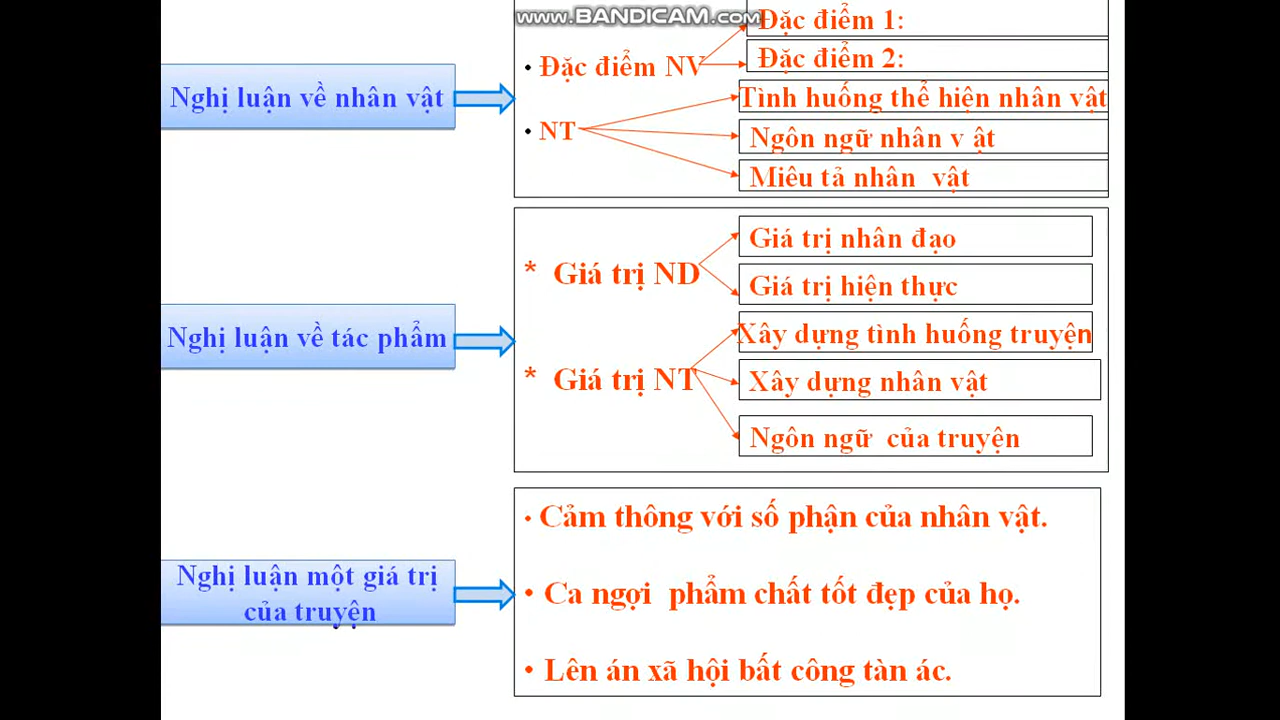 www.BANDICAM.com
Nghị luận về nhân vật
• Đặc điểm NV
Đặc điểm 1:
Đặc điểm 2:
• NT
Tình huống thể hiện nhân vật
Ngôn ngữ nhân v ật
Miêu tả nhân vật
Nghị luận về tác phẩm
* Giá trị ND
Giá trị nhân đạo
Giá trị hiện thực
* Giá trị NT
Xây dựng tình huống truyện
Xây dựng nhân vật
Ngôn ngữ của truyện
Nghị luận một giá trị
của truyện
• Cảm thông với số phận của nhân vật.
• Ca ngợi phẩm chất tốt đẹp của họ.
• Lên án xã hội bất công tàn ác.